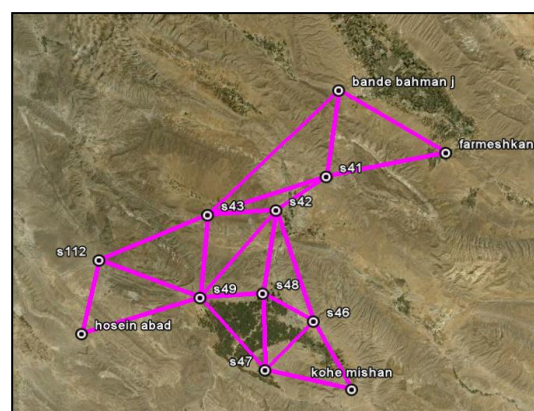 bande bahman j
farmeshkan
s41
s42
s43
s112
s48
s49
s46
hosein abad
s47
kohe mishan